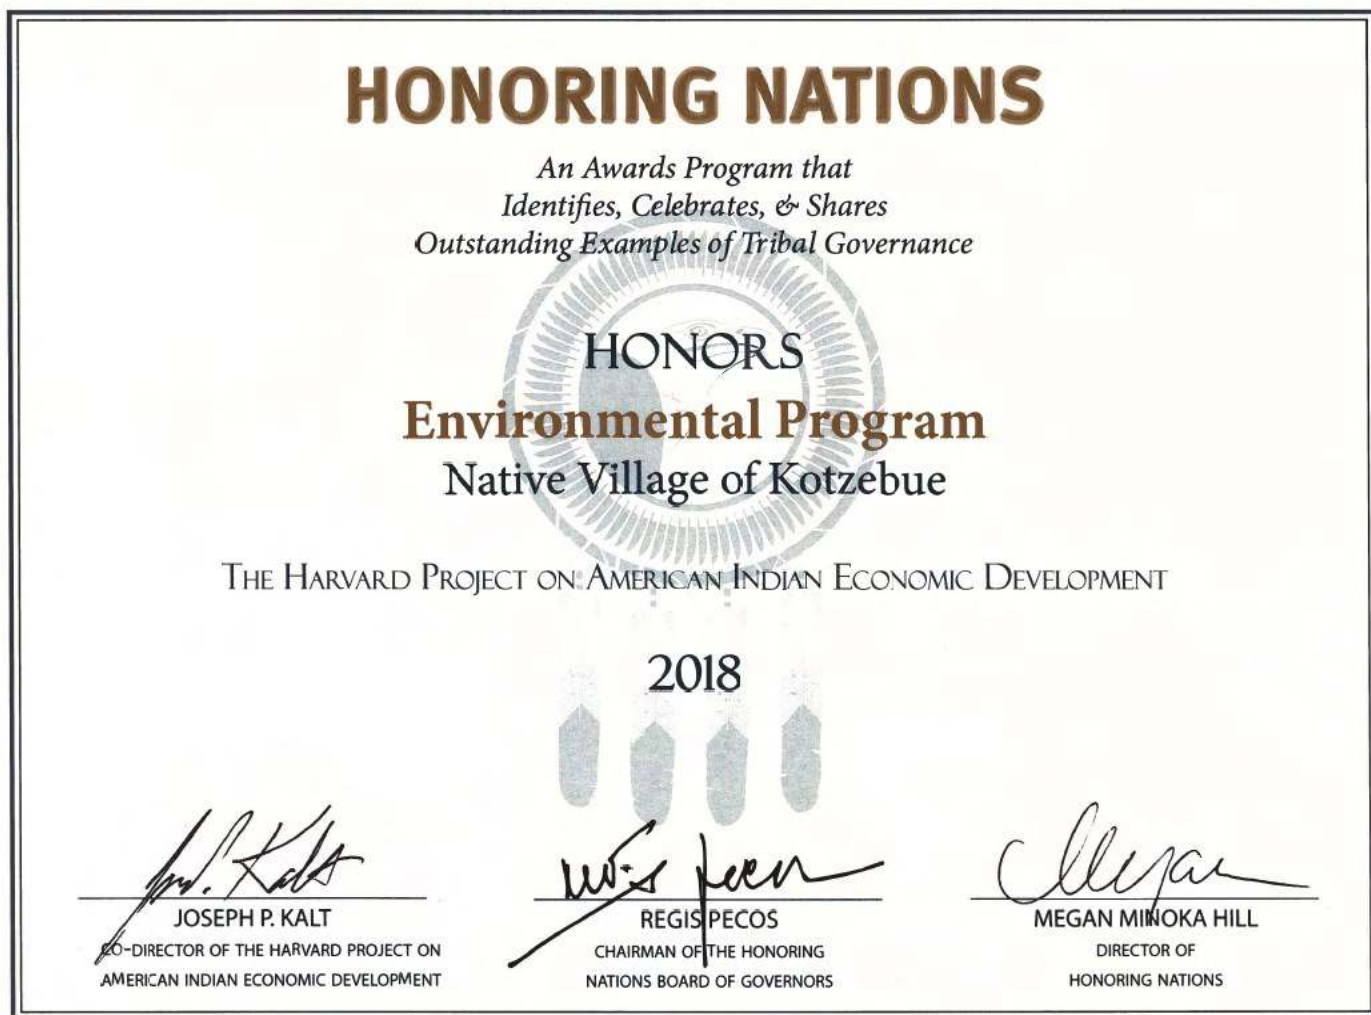 HONORING NATIONS
An Awards Program that
Identifies, Celebrates, & Shares
Outstanding Examples of Tribal Governance
HONORS
Environmental Program
Native Village of Kotzebue
THE HARVARD PROJECT ON AMERICAN INDIAN ECONOMIC DEVELOPMENT
2018
JOSEPH P. KALT
CO-DIRECTOR OF THE HARVARD PROJECT ON
AMERICAN INDIAN ECONOMIC DEVELOPMENT
REGIS PECOS
CHAIRMAN OF THE HONORING
NATIONS BOARD OF GOVERNORS
MEGAN MINOKA HILL
DIRECTOR OF
HONORING NATIONS